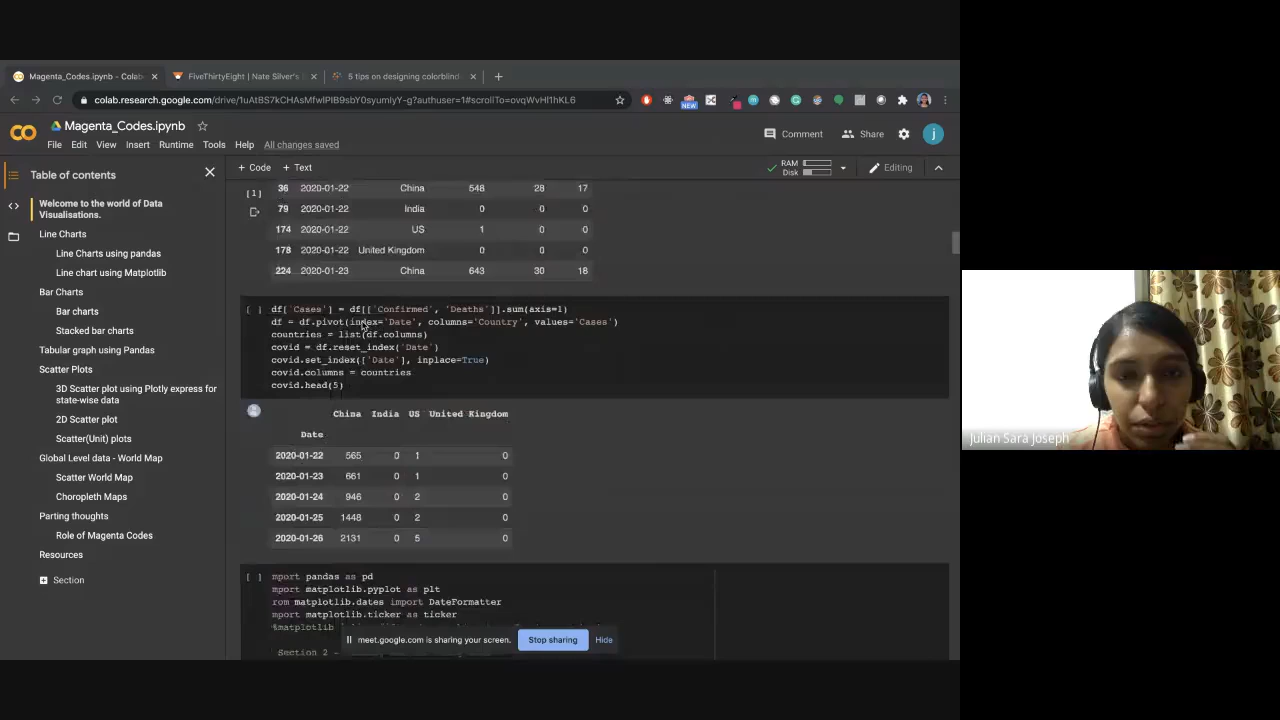 Magenta_Codes.ipynb - Colab
FiveThirtyEight | Nate Silver's
5 tips on designing colorblind
colab.research.google.com/drive/1uAtBS7kCHAsMfwIPIB9sbY0syumIyY-g?authuser=1#scrollTo=ovqWvHl1hKL6
NEW
Magenta_Codes.ipynb
Comment
Share
j
File Edit View Insert Runtime Tools Help All changes saved
Table of contents
+ Code + Text
RAM
Disk
Editing
Welcome to the world of Data
Visualisations.
Line Charts
Line Charts using pandas
Line chart using Matplotlib
Bar Charts
Bar charts
Stacked bar charts
Tabular graph using Pandas
Scatter Plots
3D Scatter plot using Plotly express for
state-wise data
2D Scatter plot
Scatter(Unit) plots
Global Level data - World Map
Scatter World Map
Choropleth Maps
Parting thoughts
Role of Magenta Codes
Resources
Section
[1]
36 2020-01-22 China 548 28 17
79 2020-01-22 India 0 0 0
174 2020-01-22 US 1 0 0
178 2020-01-22 United Kingdom 0 0 0
224 2020-01-23 China 643 30 18
[ ] df['Cases'] = df[['Confirmed', 'Deaths']].sum(axis=1)
df = df.pivot(index='Date', columns='Country', values='Cases')
countries = list(df.columns)
covid = df.reset_index('Date')
covid.set_index(['Date'], inplace=True)
covid.columns = countries
covid.head(5)
China India US United Kingdom
Date
2020-01-22 565 0 1 0
2020-01-23 661 0 1 0
2020-01-24 946 0 2 0
2020-01-25 1448 0 2 0
2020-01-26 2131 0 5 0
[ ] mport pandas as pd
mport matplotlib.pyplot as plt
rom matplotlib.dates import DateFormatter
mport matplotlib.ticker as ticker
%matplotlib
Section 2 -
meet.google.com is sharing your screen.
Stop sharing
Hide
Julian Sara Joseph